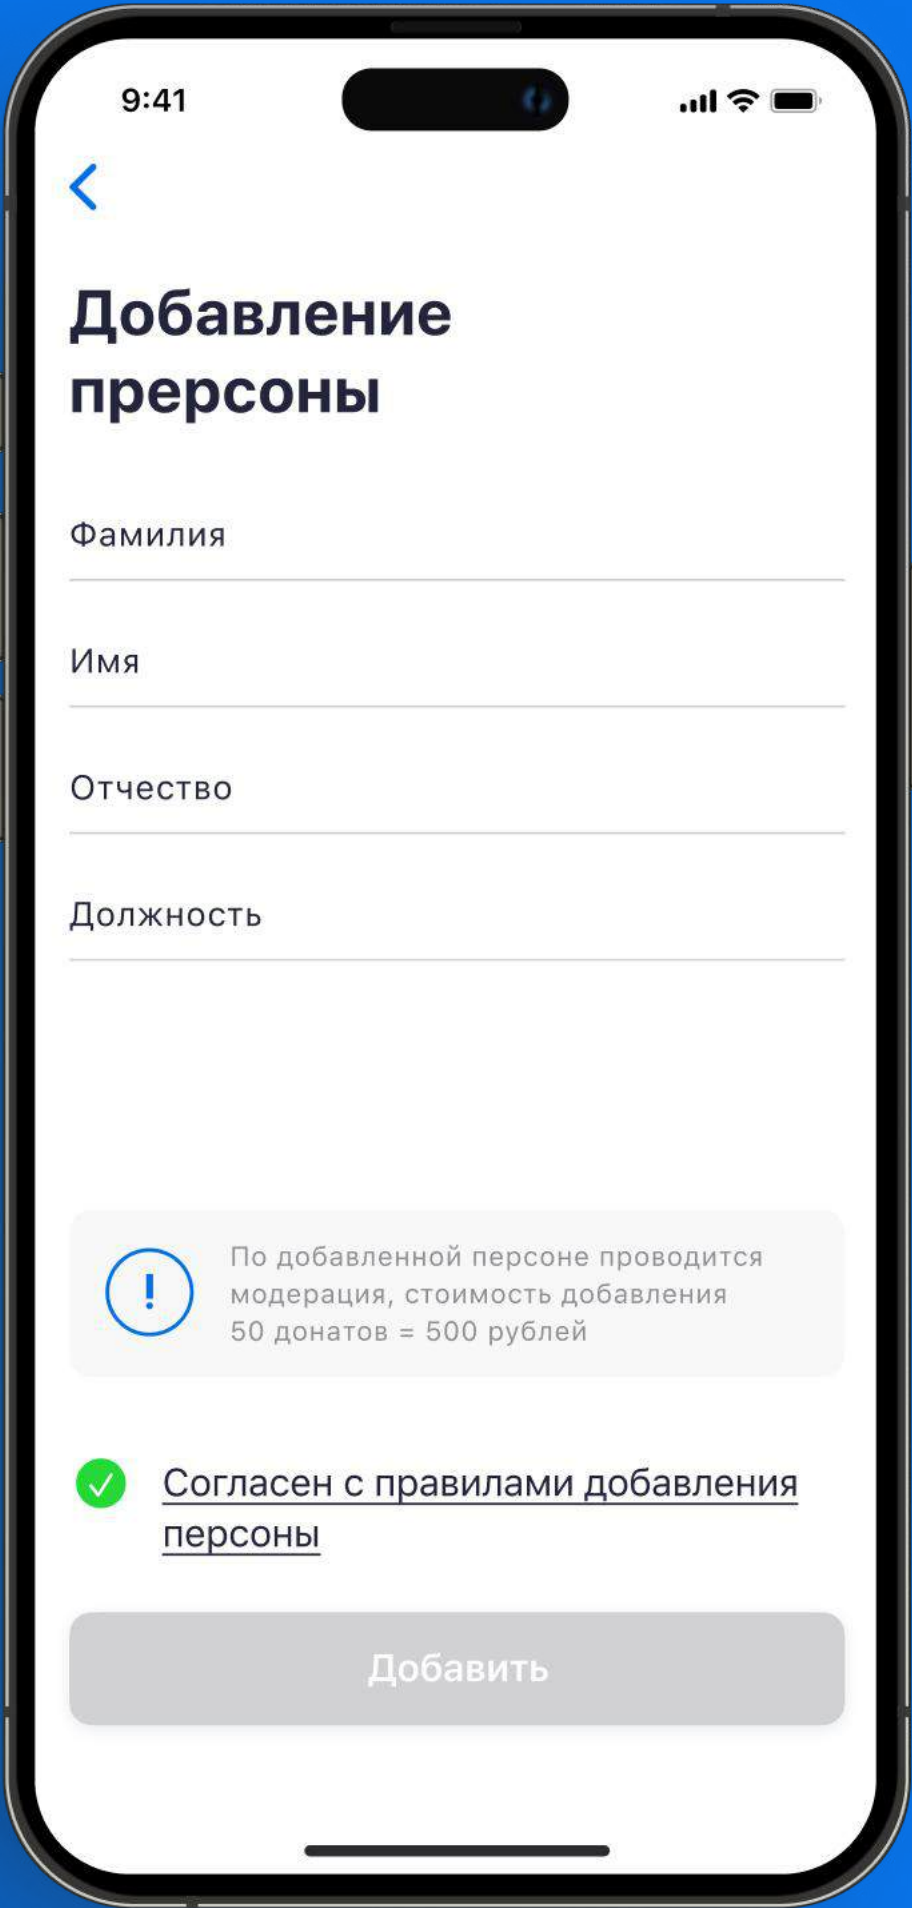 9:41
Добавление
прерсоны
Фамилия
Имя
Отчество
Должность
!
По добавленной персоне проводится
модерация, стоимость добавления
50 донатов = 500 рублей
Согласен с правилами добавления
персоны
Добавить